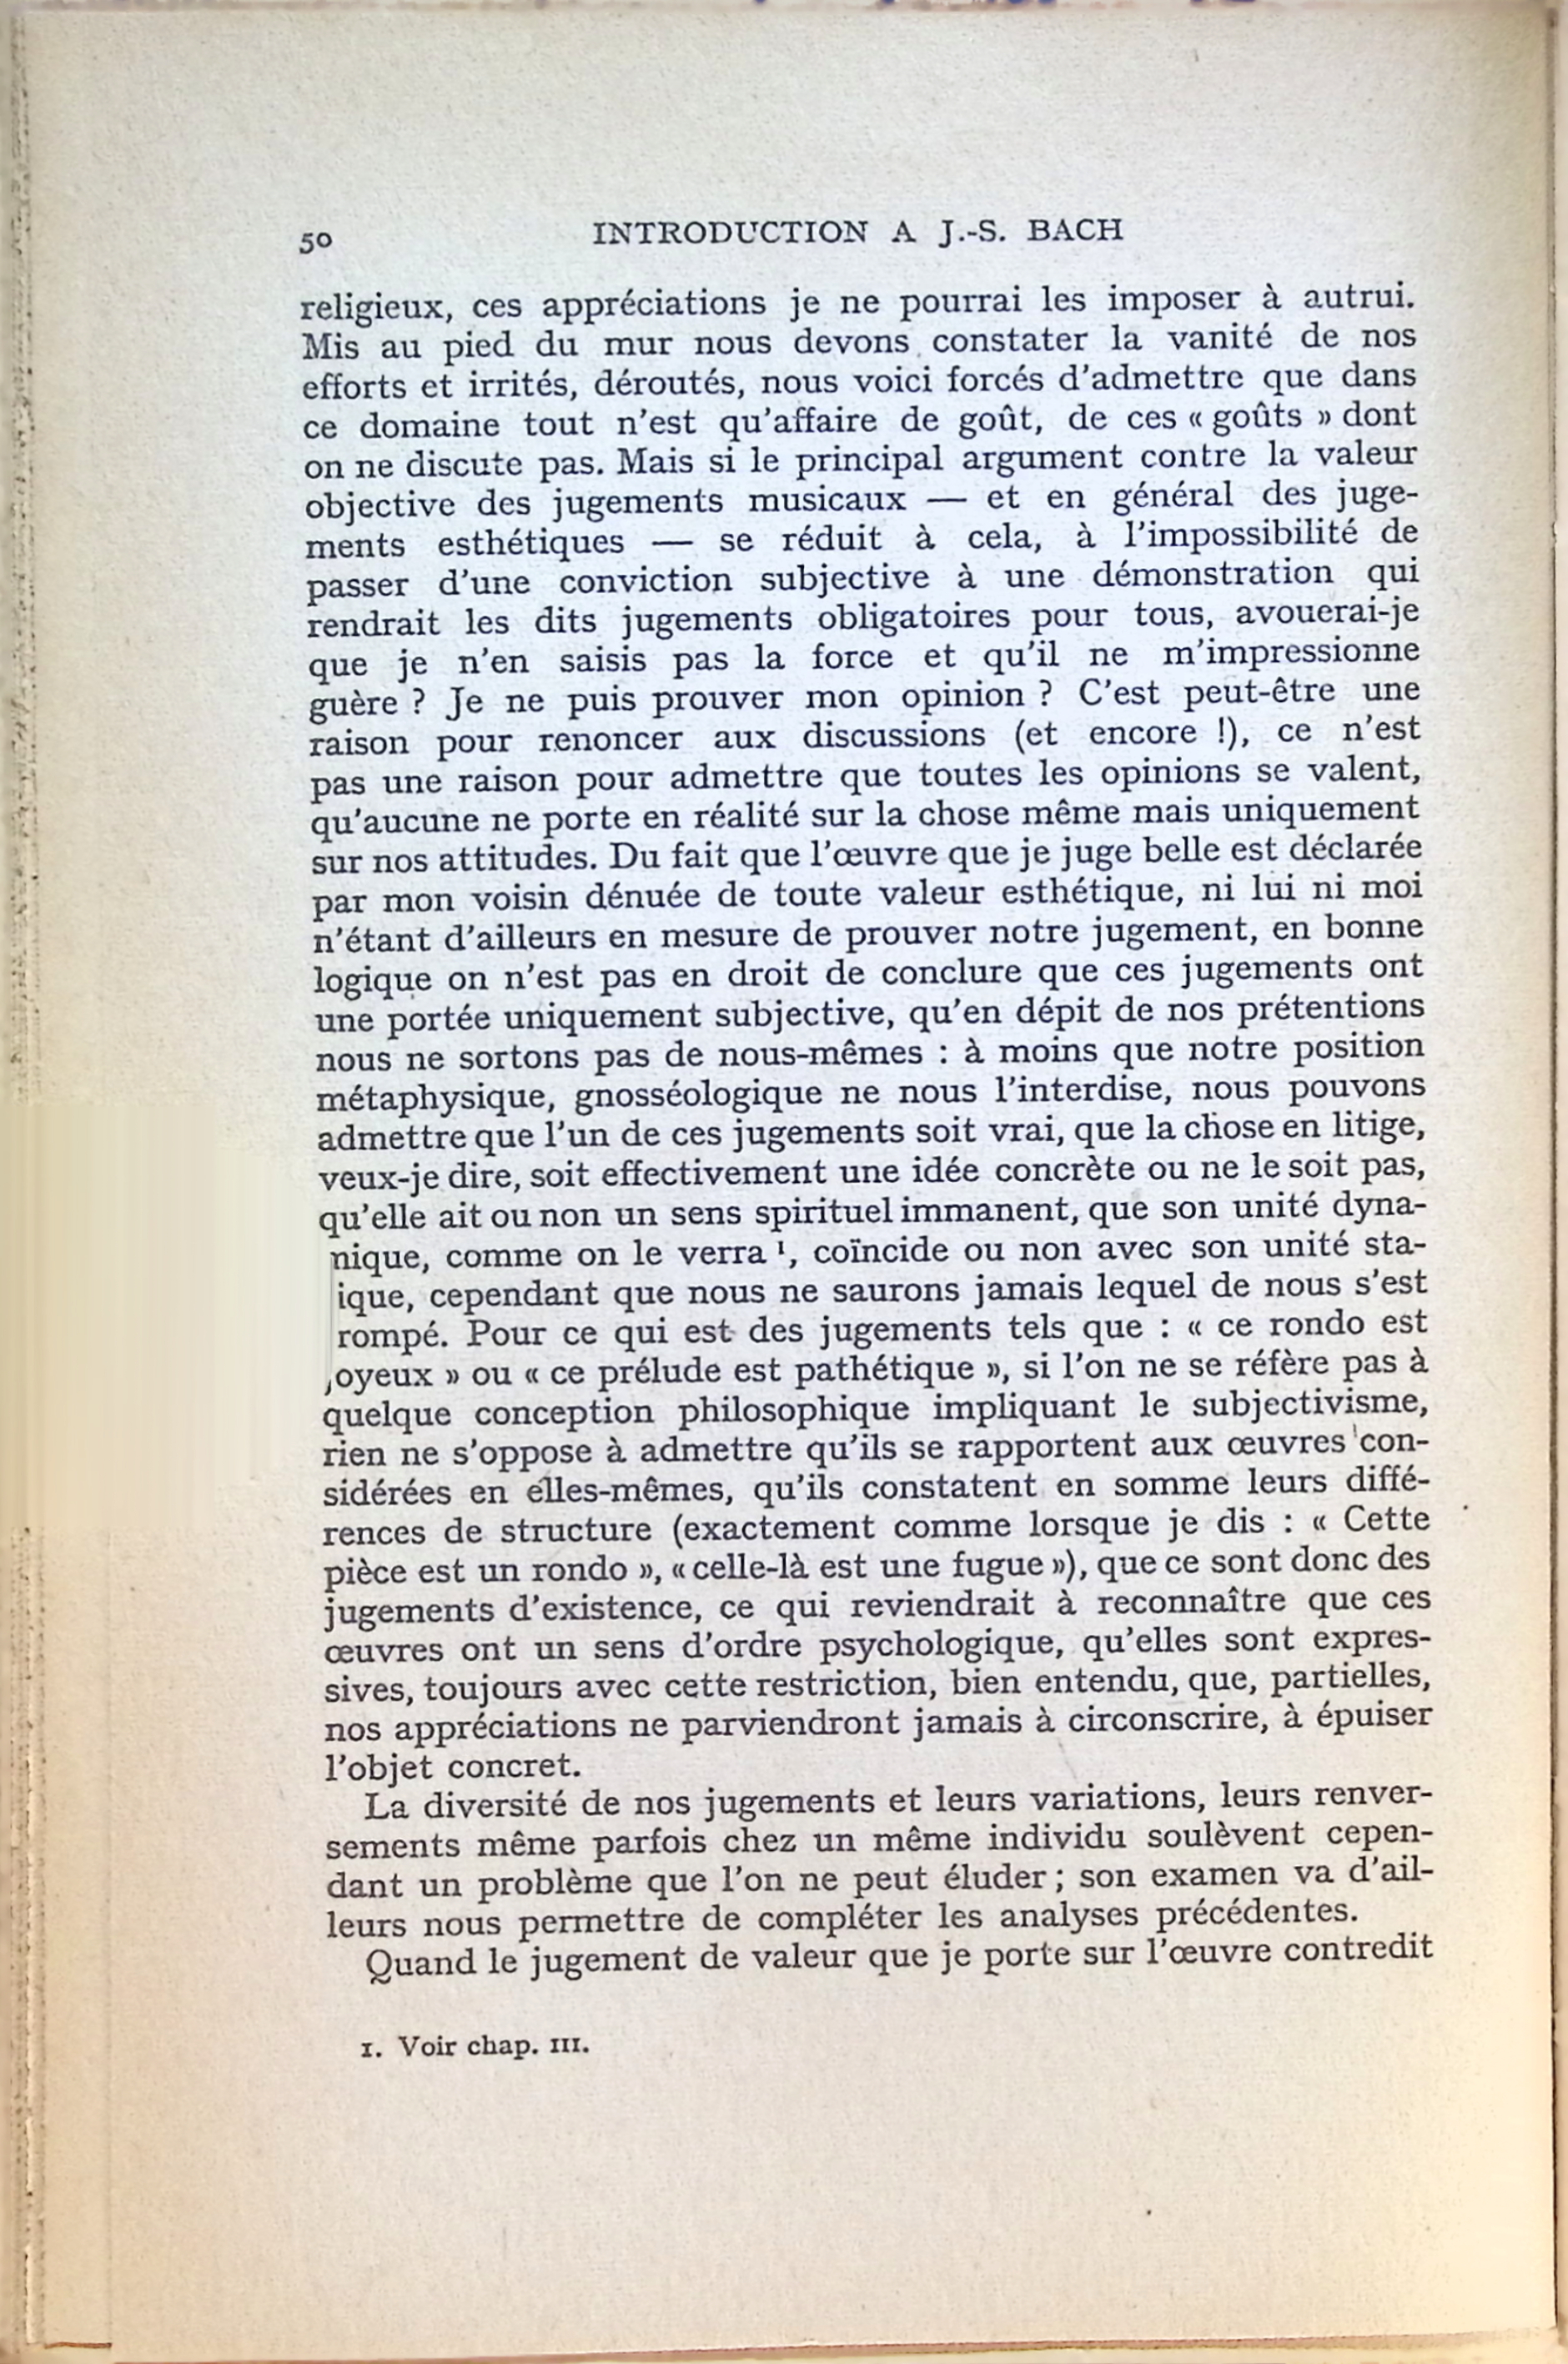 50 INTRODUCTION A J.-S. BACH
religieux, ces appréciations je ne pourrai les imposer à autrui.
Mis au pied du mur nous devons constater la vanité de nos
efforts et irrités, déroutés, nous voici forcés d'admettre que dans
ce domaine tout n'est qu'affaire de goût, de ces « goûts » dont
on ne discute pas. Mais si le principal argument contre la valeur
objective des jugements musicaux — et en général des juge-
ments esthétiques — se réduit à cela, à l'impossibilité de
passer d'une conviction subjective à une démonstration qui
rendrait les dits jugements obligatoires pour tous, avouerai-je
que je n'en saisis pas la force et qu'il ne m'impressionne
guère ? Je ne puis prouver mon opinion ? C'est peut-être une
raison pour renoncer aux discussions (et encore !), ce n'est
pas une raison pour admettre que toutes les opinions se valent,
qu'aucune ne porte en réalité sur la chose même mais uniquement
sur nos attitudes. Du fait que l'œuvre que je juge belle est déclarée
par mon voisin dénuée de toute valeur esthétique, ni lui ni moi
n'étant d'ailleurs en mesure de prouver notre jugement, en bonne
logique on n'est pas en droit de conclure que ces jugements ont
une portée uniquement subjective, qu'en dépit de nos prétentions
nous ne sortons pas de nous-mêmes : à moins que notre position
métaphysique, gnosséologique ne nous l'interdise, nous pouvons
admettre que l'un de ces jugements soit vrai, que la chose en litige,
veux-je dire, soit effectivement une idée concrète ou ne le soit pas,
qu'elle ait ou non un sens spirituel immanent, que son unité dyna-
nique, comme on le verra ¹, coïncide ou non avec son unité sta-
ique, cependant que nous ne saurons jamais lequel de nous s'est
rompé. Pour ce qui est des jugements tels que : « ce rondo est
joyeux » ou « ce prélude est pathétique », si l'on ne se réfère pas à
quelque conception philosophique impliquant le subjectivisme,
rien ne s'oppose à admettre qu'ils se rapportent aux œuvres con-
sidérées en elles-mêmes, qu'ils constatent en somme leurs diffé-
rences de structure (exactement comme lorsque je dis : « Cette
pièce est un rondo », « celle-là est une fugue »), que ce sont donc des
jugements d'existence, ce qui reviendrait à reconnaître que ces
œuvres ont un sens d'ordre psychologique, qu'elles sont expres-
sives, toujours avec cette restriction, bien entendu, que, partielles,
nos appréciations ne parviendront jamais à circonscrire, à épuiser
l'objet concret.
La diversité de nos jugements et leurs variations, leurs renver-
sements même parfois chez un même individu soulèvent cepen-
dant un problème que l'on ne peut éluder ; son examen va d'ail-
leurs nous permettre de compléter les analyses précédentes.
Quand le jugement de valeur que je porte sur l'œuvre contredit
1. Voir chap. III.